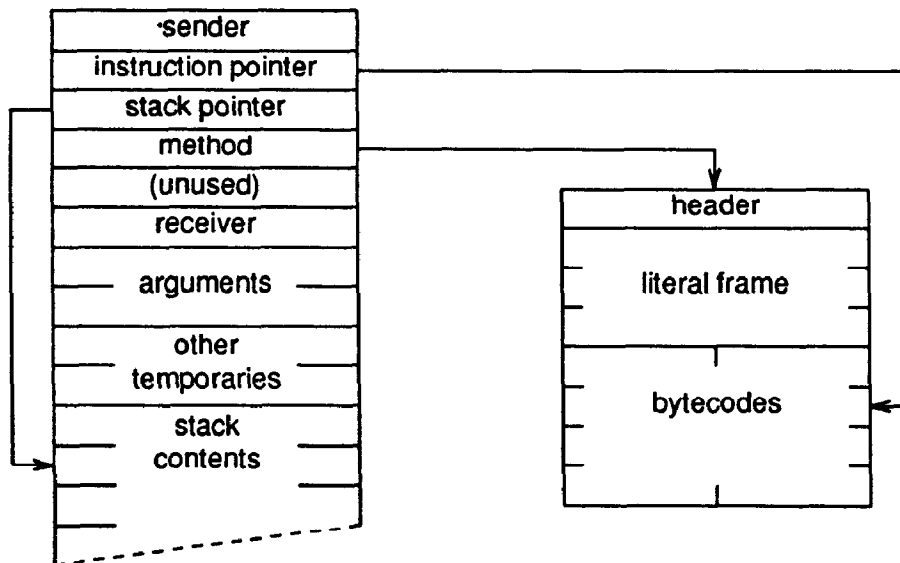 sender
instruction pointer
stack pointer
method
(unused)
receiver
arguments
other
temporaries
stack
contents
header
literal frame
bytecodes